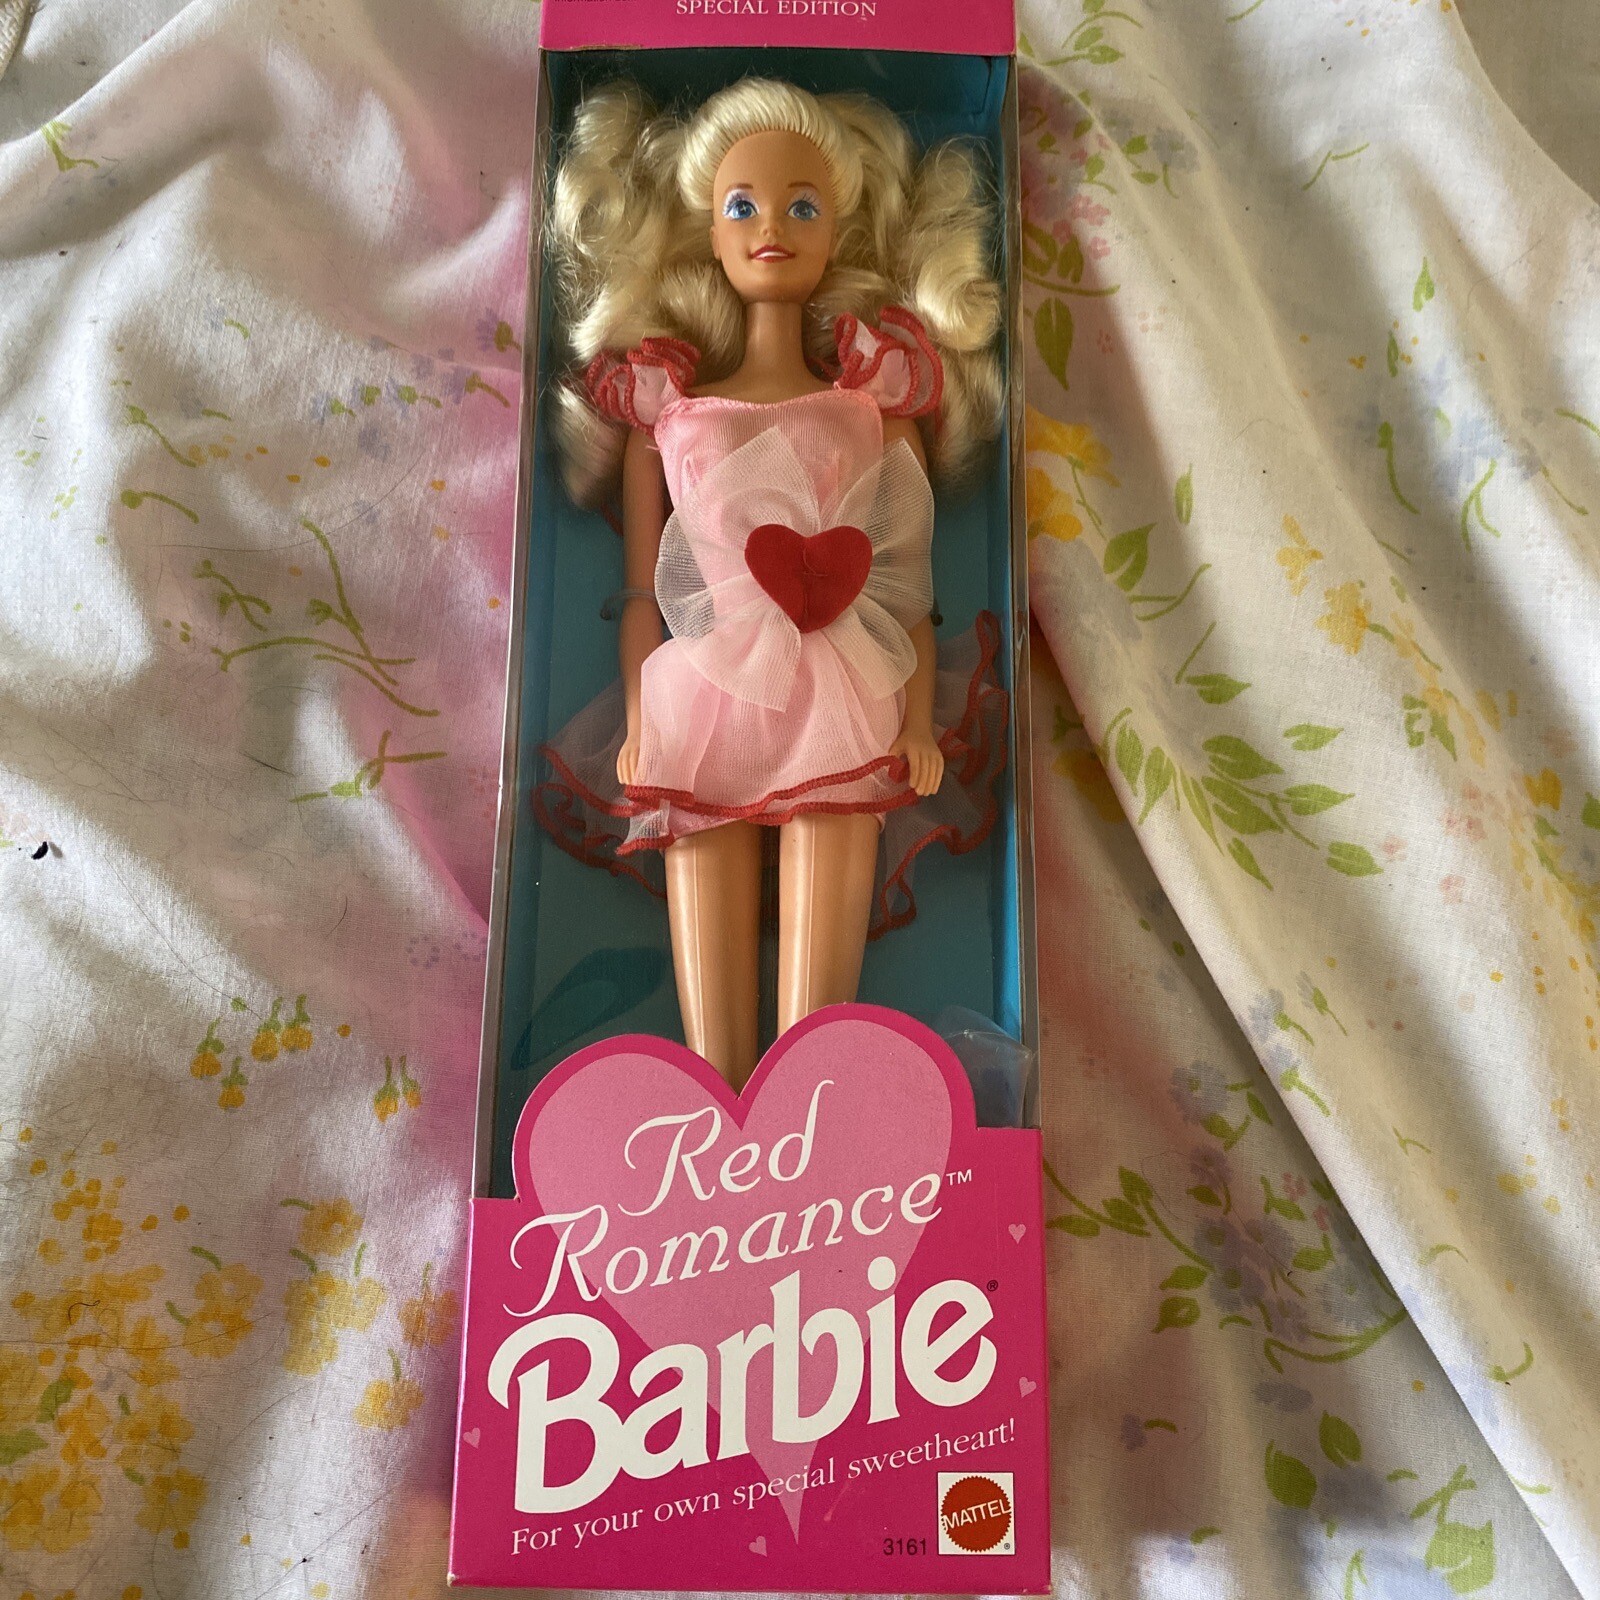 SPECIAL EDITION
Red
Romance™
Barbie®
For your own special sweetheart!
3161
MATTEL®